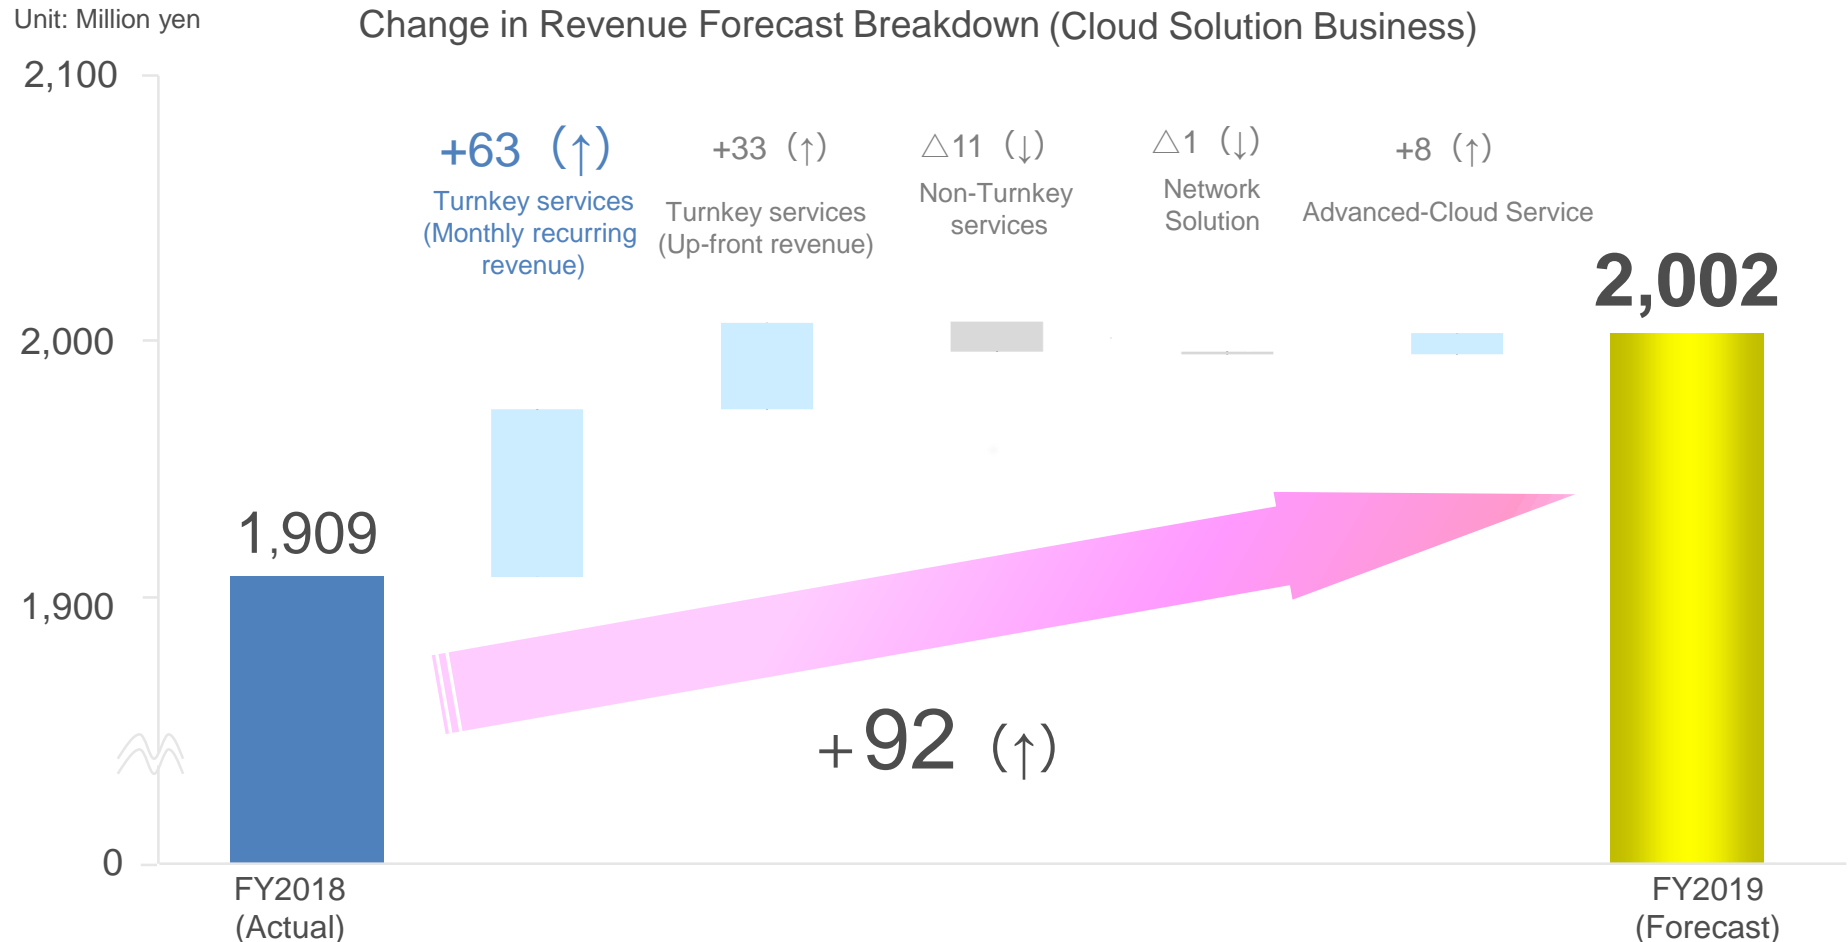 Unit: Million yen
Change in Revenue Forecast Breakdown (Cloud Solution Business)
2,100
2,000
1,900
0
+63 (↑)
Turnkey services
(Monthly recurring
revenue)
+33 (↑)
Turnkey services
(Up-front revenue)
△11 (↓)
Non-Turnkey
services
△1 (↓)
Network
Solution
+8 (↑)
Advanced-Cloud Service
1,909
2,002
+92 (↑)
FY2018
(Actual)
FY2019
(Forecast)